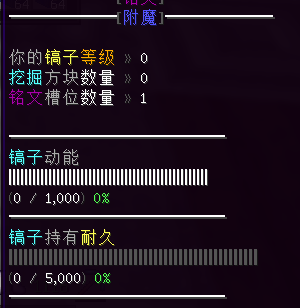 [附魔]
你的镐子等级 » 0
挖掘方块数量 » 0
铭文槽位数量 » 1
镐子动能
(0 / 1,000) 0%
镐子持有耐久
(0 / 5,000) 0%